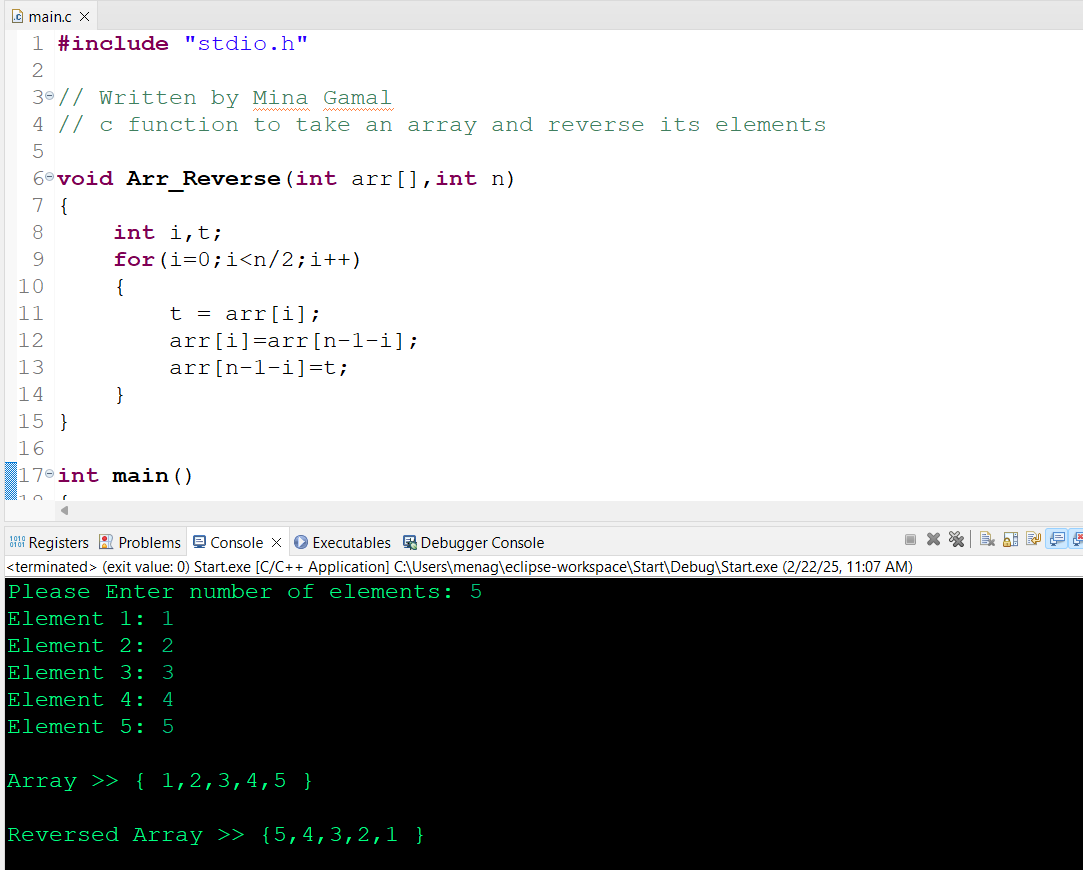 main.c
1 #include "stdio.h"
2
3 // Written by Mina Gamal
4 // c function to take an array and reverse its elements
5
6 void Arr_Reverse(int arr[],int n)
7 {
8 int i,t;
9 for(i=0;i<n/2;i++)
10 {
11 t = arr[i];
12 arr[i]=arr[n-1-i];
13 arr[n-1-i]=t;
14 }
15 }
16
17 int main()
18 {
Registers Problems Console Executables Debugger Console
<terminated> (exit value: 0) Start.exe [C/C++ Application] C:\Users\menag\eclipse-workspace\Start\Debug\Start.exe (2/22/25, 11:07 AM)
Please Enter number of elements: 5
Element 1: 1
Element 2: 2
Element 3: 3
Element 4: 4
Element 5: 5
Array >> { 1,2,3,4,5 }
Reversed Array >> {5,4,3,2,1 }